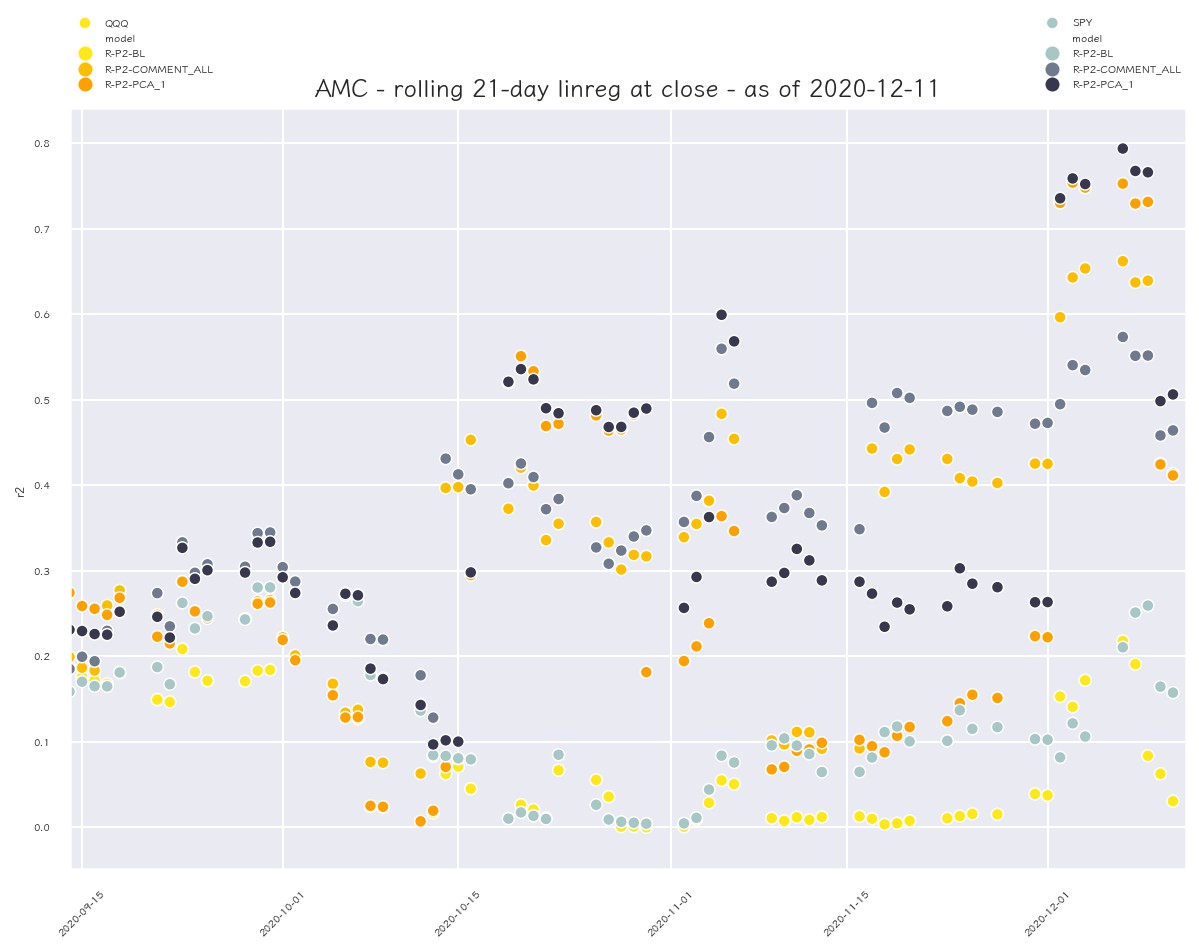 QQQ
model
R-P2-BL
R-P2-COMMENT_ALL
R-P2-PCA_1
SPY
model
R-P2-BL
R-P2-COMMENT_ALL
R-P2-PCA_1
AMC - rolling 21-day linreg at close - as of 2020-12-11
0.8
0.7
0.6
0.5
0.4
0.3
0.2
0.1
0.0
r2
2020-09-15
2020-10-01
2020-10-15
2020-11-01
2020-11-15
2020-12-01